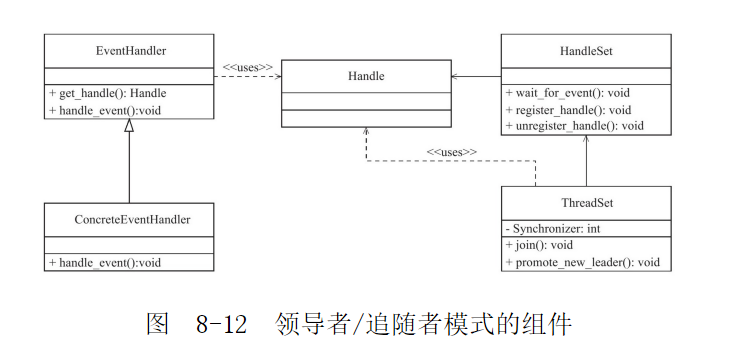 EventHandler
+ get_handle(): Handle
+ handle_event():void
<<uses>>
Handle
HandleSet
+ wait_for_event(): void
+ register_handle(): void
+ unregister_handle(): void
<<uses>>
ConcreteEventHandler
+ handle_event():void
ThreadSet
- Synchronizer: int
+ join(): void
+ promote_new_leader(): void
图 8-12 领导者/追随者模式的组件